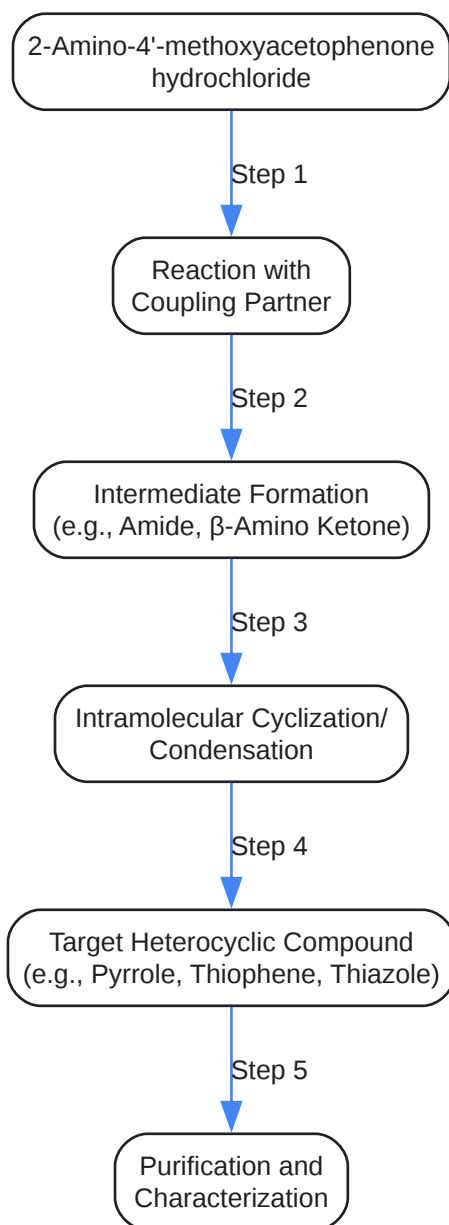 2-Amino-4'-methoxyacetophenone
hydrochloride
Step 1
Reaction with
Coupling Partner
Step 2
Intermediate Formation
(e.g., Amide, β-Amino Ketone)
Step 3
Intramolecular Cyclization/
Condensation
Step 4
Target Heterocyclic Compound
(e.g., Pyrrole, Thiophene, Thiazole)
Step 5
Purification and
Characterization